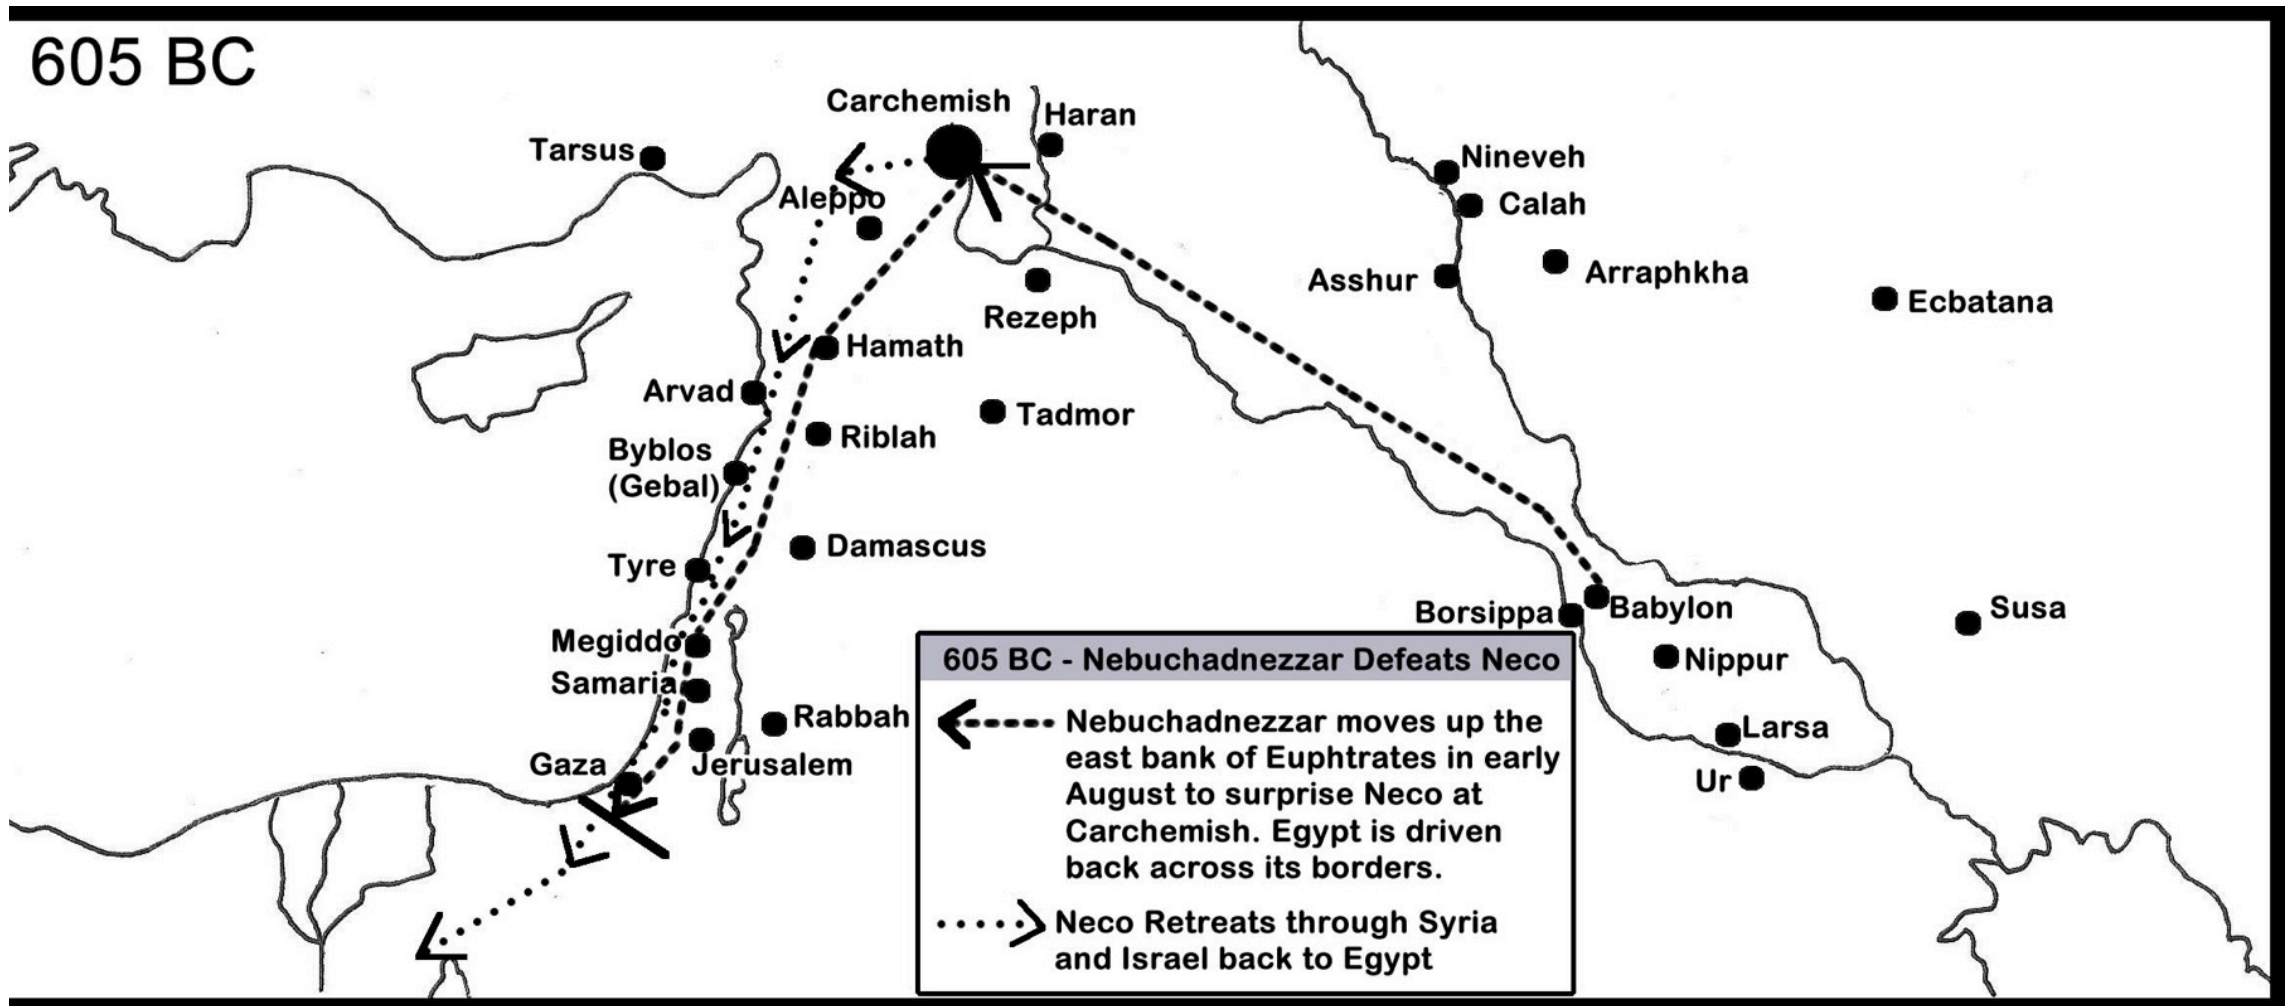 605 BC
Carchemish
Haran
Tarsus
Nineveh
Aleppo
Calah
Asshur
Arraphkha
Ecbatana
Rezeph
Hamath
Arvad
Tadmor
Riblah
Byblos
(Gebal)
Damascus
Tyre
Borsippa
Babylon
Susa
Megiddo
Nippur
Samaria
Rabbah
Larsa
Gaza
Jerusalem
Ur
605 BC - Nebuchadnezzar Defeats Neco
Nebuchadnezzar moves up the
east bank of Euphtrates in early
August to surprise Neco at
Carchemish. Egypt is driven
back across its borders.
Neco Retreats through Syria
and Israel back to Egypt